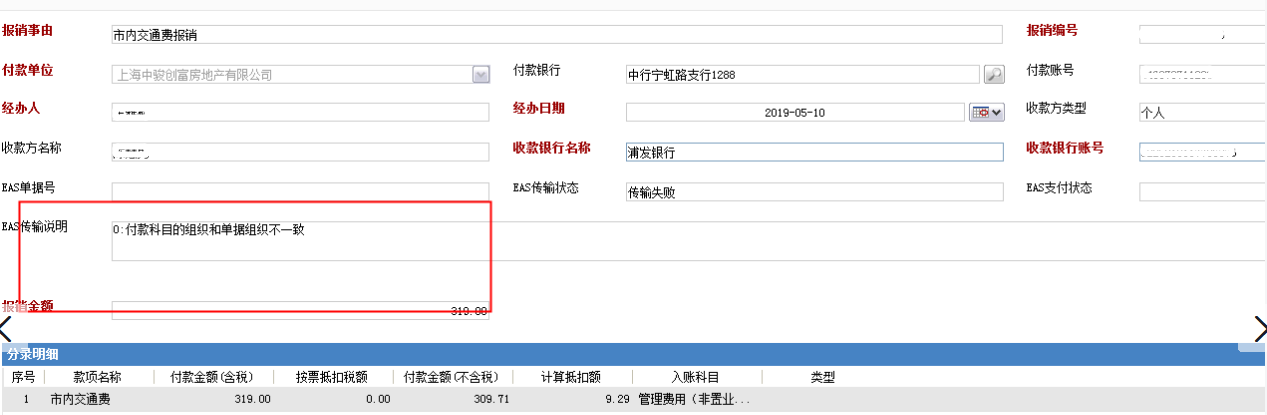 报销事由 市内交通费报销 报销编号
付款单位 上海中骏创富房地产有限公司 付款银行 中行宁虹路支行1288 付款账号
经办人 经办日期 2019-05-10 收款方类型 个人
收款方名称 收款银行名称 浦发银行 收款银行账号
EAS单据号 EAS传输状态 传输失败 EAS支付状态
EAS传输说明 0:付款科目的组织和单据组织不一致
报销金额 319.00
分录明细
序号 款项名称 付款金额(含税) 按票抵扣税额 付款金额(不含税) 计算抵扣额 入账科目 类型
1 市内交通费 319.00 0.00 309.71 9.29 管理费用（非置业...